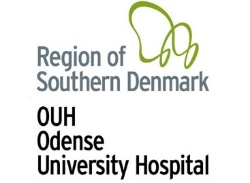 Region of
Southern Denmark
OUH
Odense
University Hospital